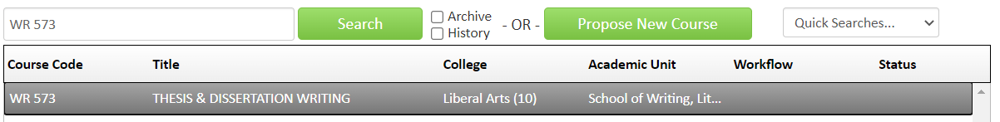 WR 573 Search Archive History - OR - Propose New Course Quick Searches...
Course Code Title College Academic Unit Workflow Status
WR 573 THESIS & DISSERTATION WRITING Liberal Arts (10) School of Writing, Lit...